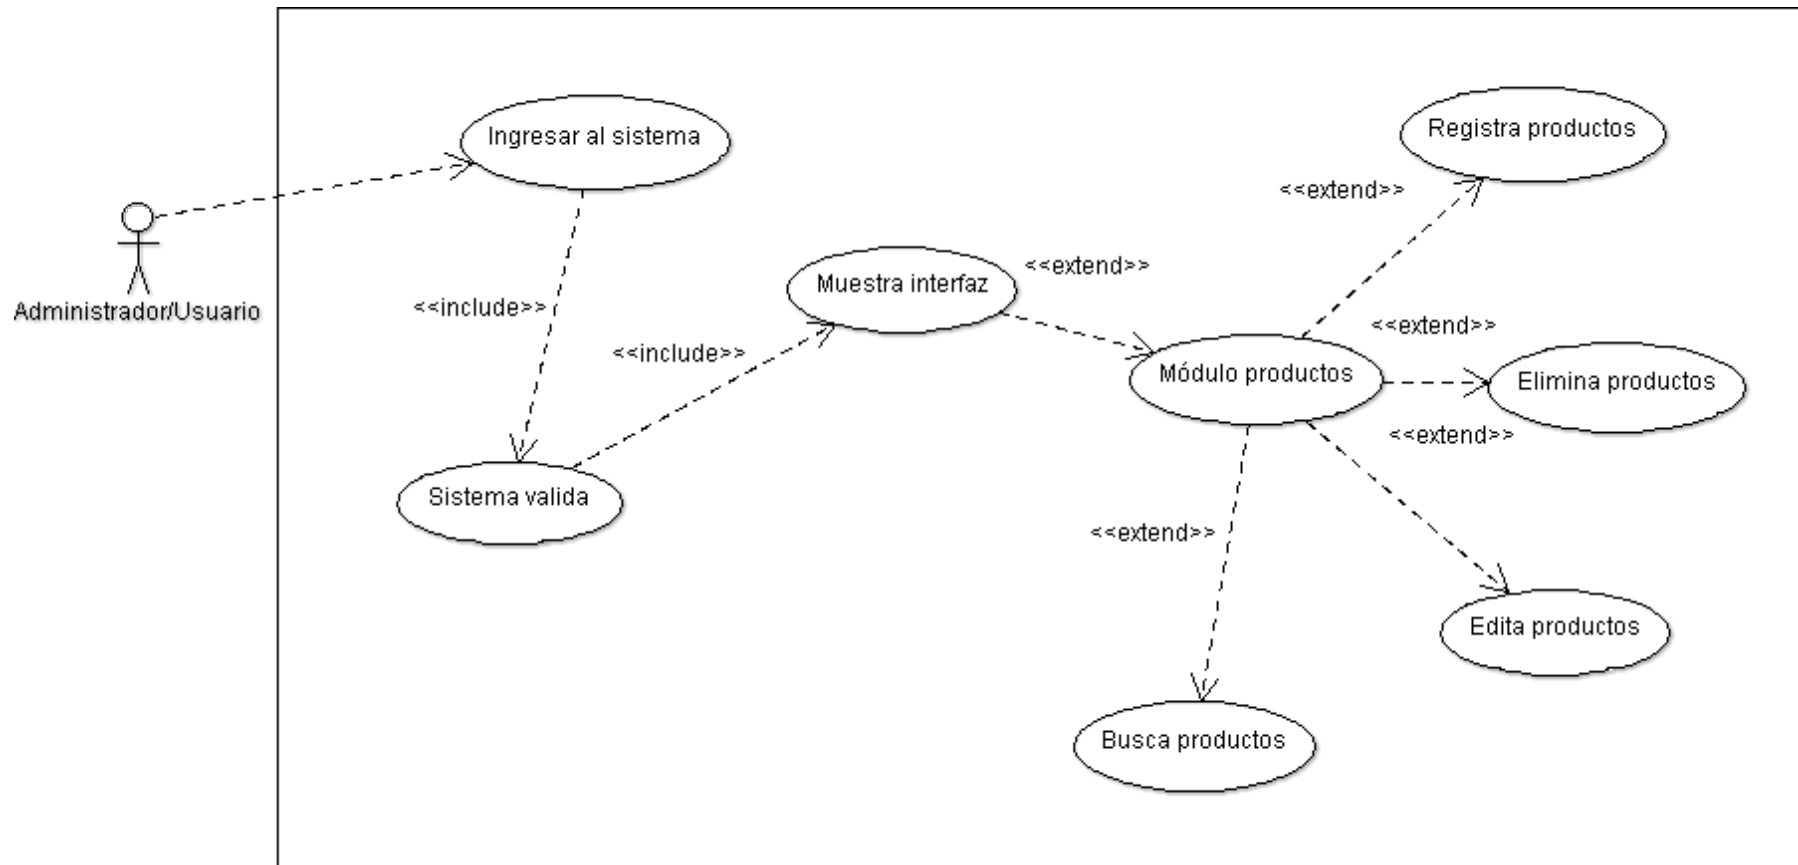 Ingresar al sistema
Registra productos
<<extend>>
Administrador/Usuario
Muestra interfaz
<<extend>>
<<include>>
<<include>>
<<extend>>
Módulo productos
Elimina productos
<<extend>>
Sistema valida
<<extend>>
Edita productos
Busca productos